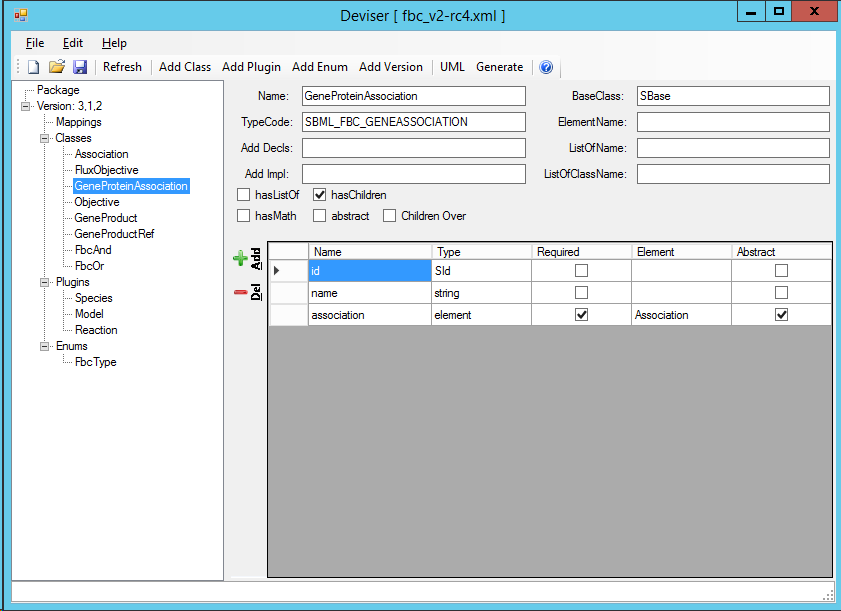 Deviser [ fbc_v2-rc4.xml ]
File Edit Help
Refresh Add Class Add Plugin Add Enum Add Version UML Generate
Package
Version: 3,1,2
Mappings
Classes
Association
FluxObjective
GeneProteinAssociation
Objective
GeneProduct
GeneProductRef
FbcAnd
FbcOr
Plugins
Species
Model
Reaction
Enums
FbcType
Name: GeneProteinAssociation BaseClass: SBase
TypeCode: SBML_FBC_GENEASSOCIATION ElementName:
Add Decls: ListOfName:
Add Impl: ListOfClassName:
hasListOf hasChildren
hasMath abstract Children Over
Add
Del
Name Type Required Element Abstract
id SId
name string
association element Association